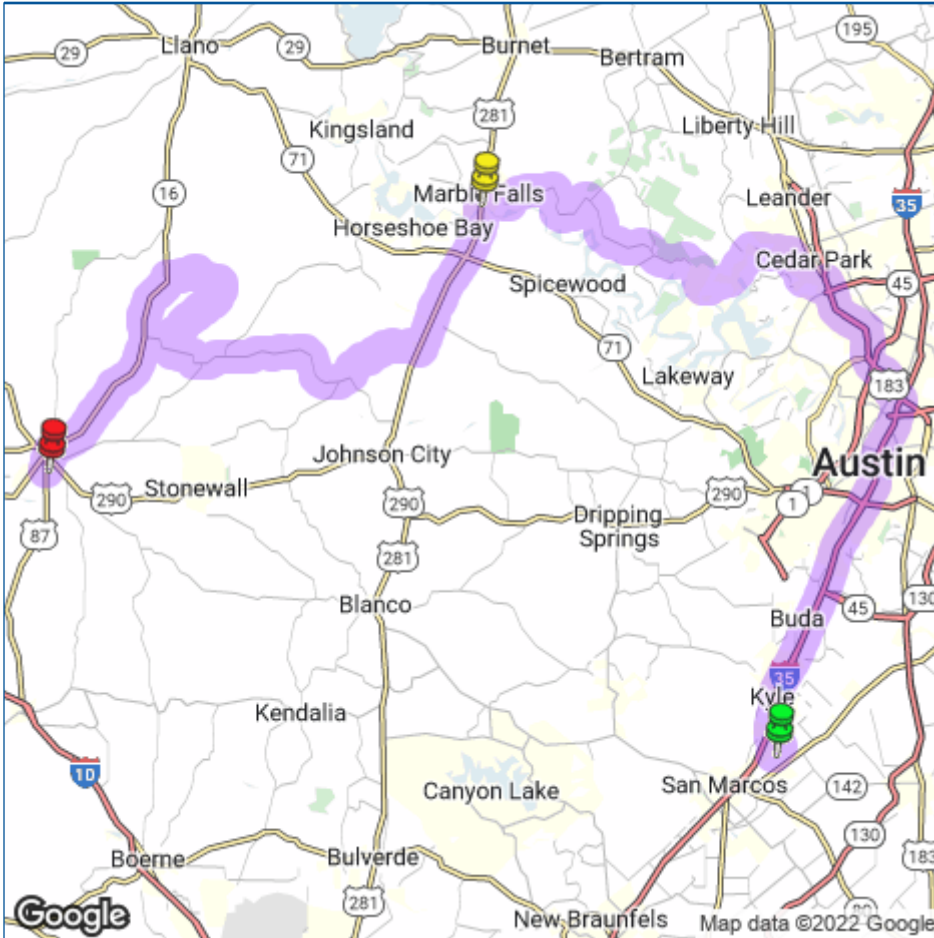 29
Llano
29
Burnet
195
Bertram
281
Kingsland
Liberty Hill
71
16
Marble Falls
Leander
35
Horseshoe Bay
Cedar Park
45
Spicewood
71
183
Lakeway
Austin
Johnson City
Stonewall
290
290
290
1
1
87
Dripping
Springs
281
130
Blanco
45
Buda
35
Kyle
Kendalia
10
Canyon Lake
San Marcos
142
130
Boerne
Bulverde
183
281
Google
New Braunfels
Map data ©2022 Google